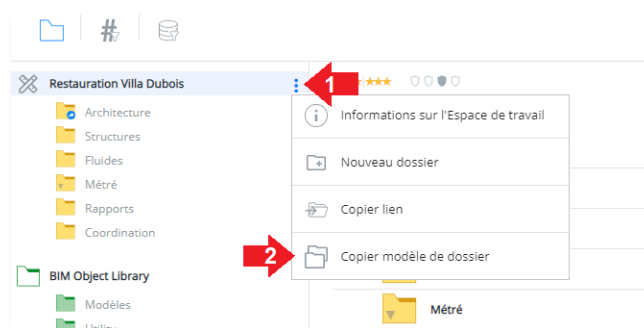 Restauration Villa Dubois
1
Architecture
Informations sur l'Espace de travail
Structures
Fluides
Nouveau dossier
Métré
Rapports
Copier lien
Coordination
2
Copier modèle de dossier
BIM Object Library
Modèles
Métré
Utility